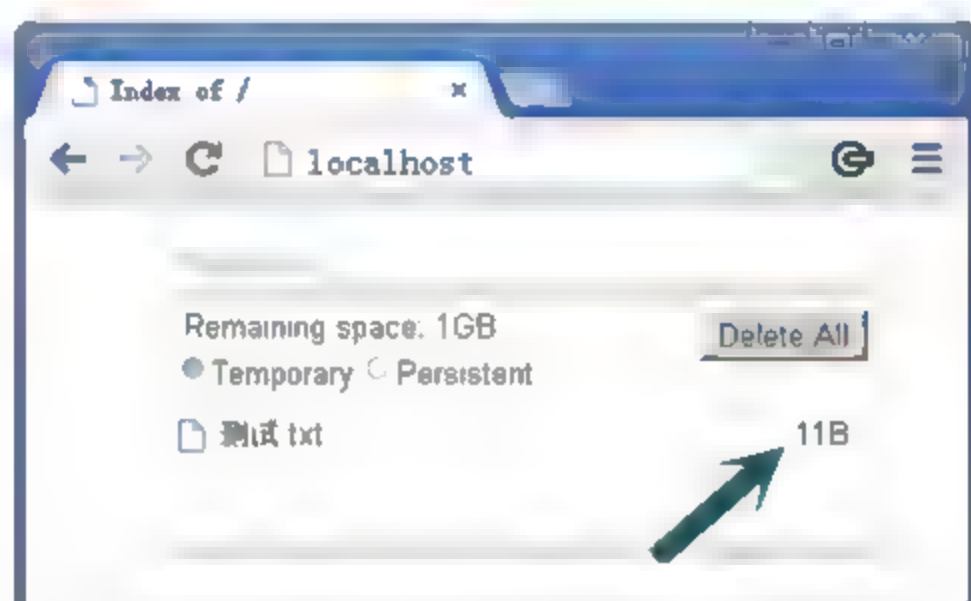 Index of /
localhost
Remaining space: 1GB
Delete All
Temporary Persistent
测试 txt
11B